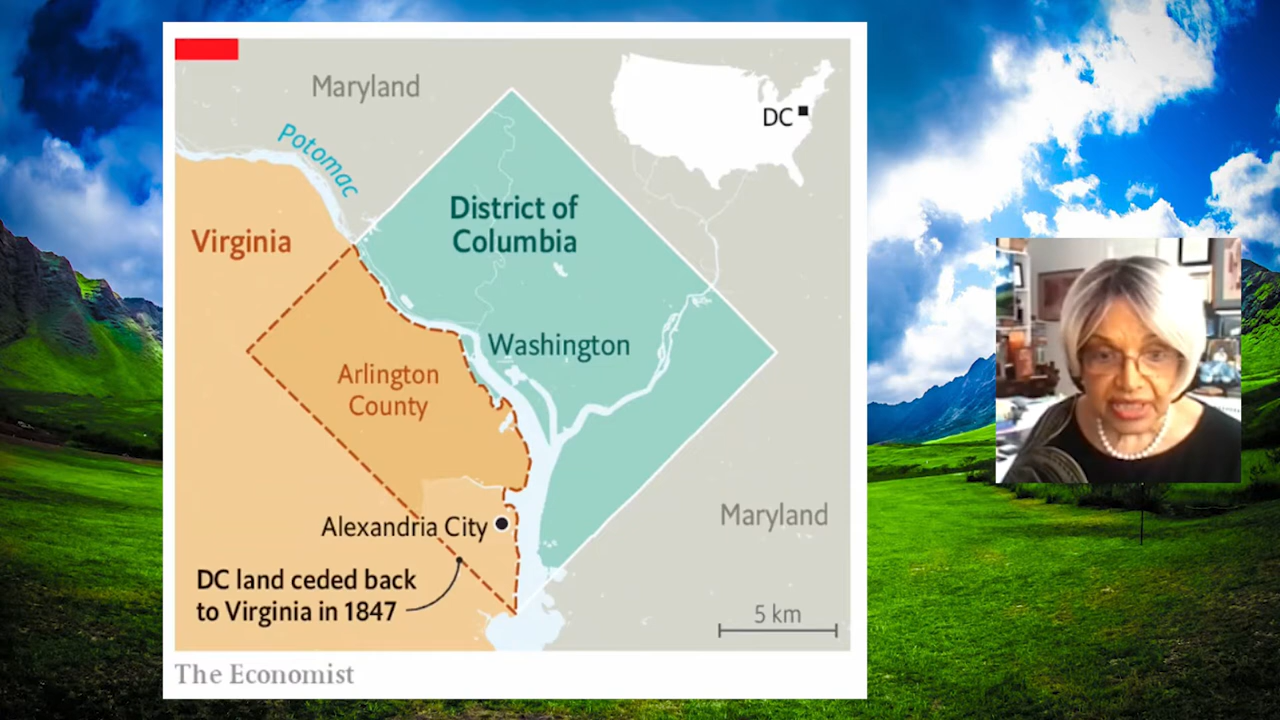 Maryland
DC
Potomac
District of
Columbia
Virginia
Washington
Arlington
County
Maryland
Alexandria City
DC land ceded back
to Virginia in 1847
5 km
The Economist